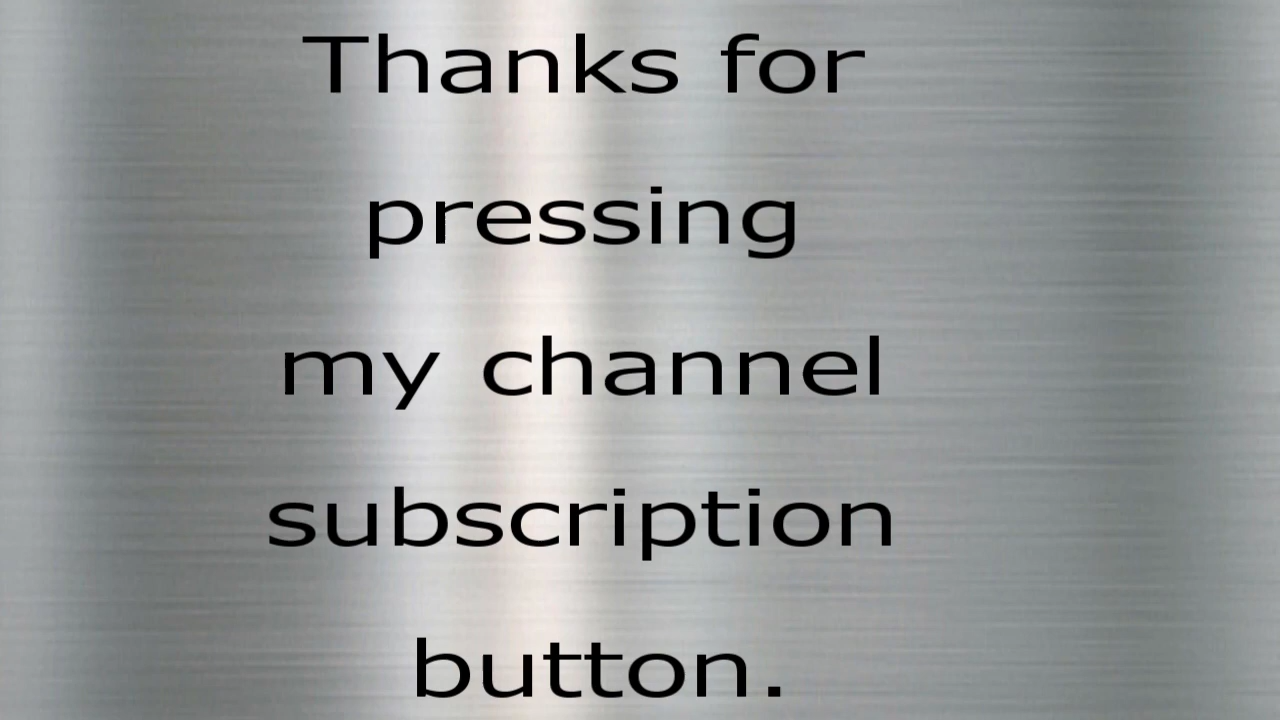 Thanks for
pressing
my channel
subscription
button.